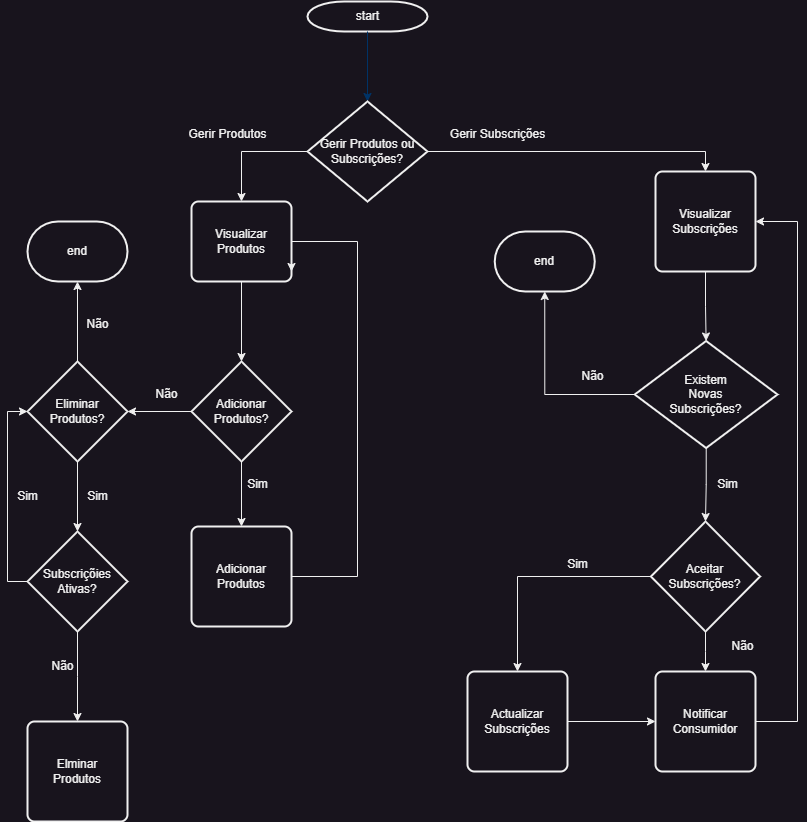 start
Gerir Produtos
Gerir Subscrições
Gerir Produtos ou
Subscrições?
Visualizar
Produtos
Visualizar
Subscrições
end
end
Não
Não
Existem
Novas
Subscrições?
Eliminar
Produtos?
Não
Adicionar
Produtos?
Sim
Sim
Sim
Sim
Subscriçõies
Ativas?
Adicionar
Produtos
Sim
Aceitar
Subscrições?
Não
Não
Actualizar
Subscrições
Notificar
Consumidor
Elminar
Produtos